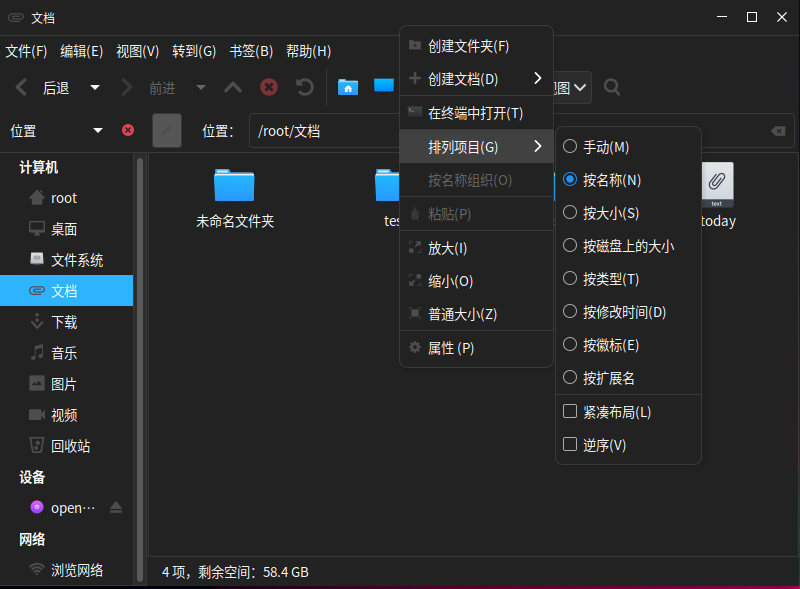 文档
文件(F) 编辑(E) 视图(V) 转到(G) 书签(B) 帮助(H)
后退 前进 图
位置 位置： /root/文档
计算机
root
桌面
文件系统
文档
下载
音乐
图片
视频
回收站
设备
open…
网络
浏览网络
未命名文件夹
today
text
创建文件夹(F)
创建文档(D)
在终端中打开(T)
排列项目(G)
按名称组织(O)
粘贴(P)
放大(I)
缩小(O)
普通大小(Z)
属性 (P)
手动(M)
按名称(N)
按大小(S)
按磁盘上的大小
按类型(T)
按修改时间(D)
按徽标(E)
按扩展名
紧凑布局(L)
逆序(V)
4 项，剩余空间：58.4 GB